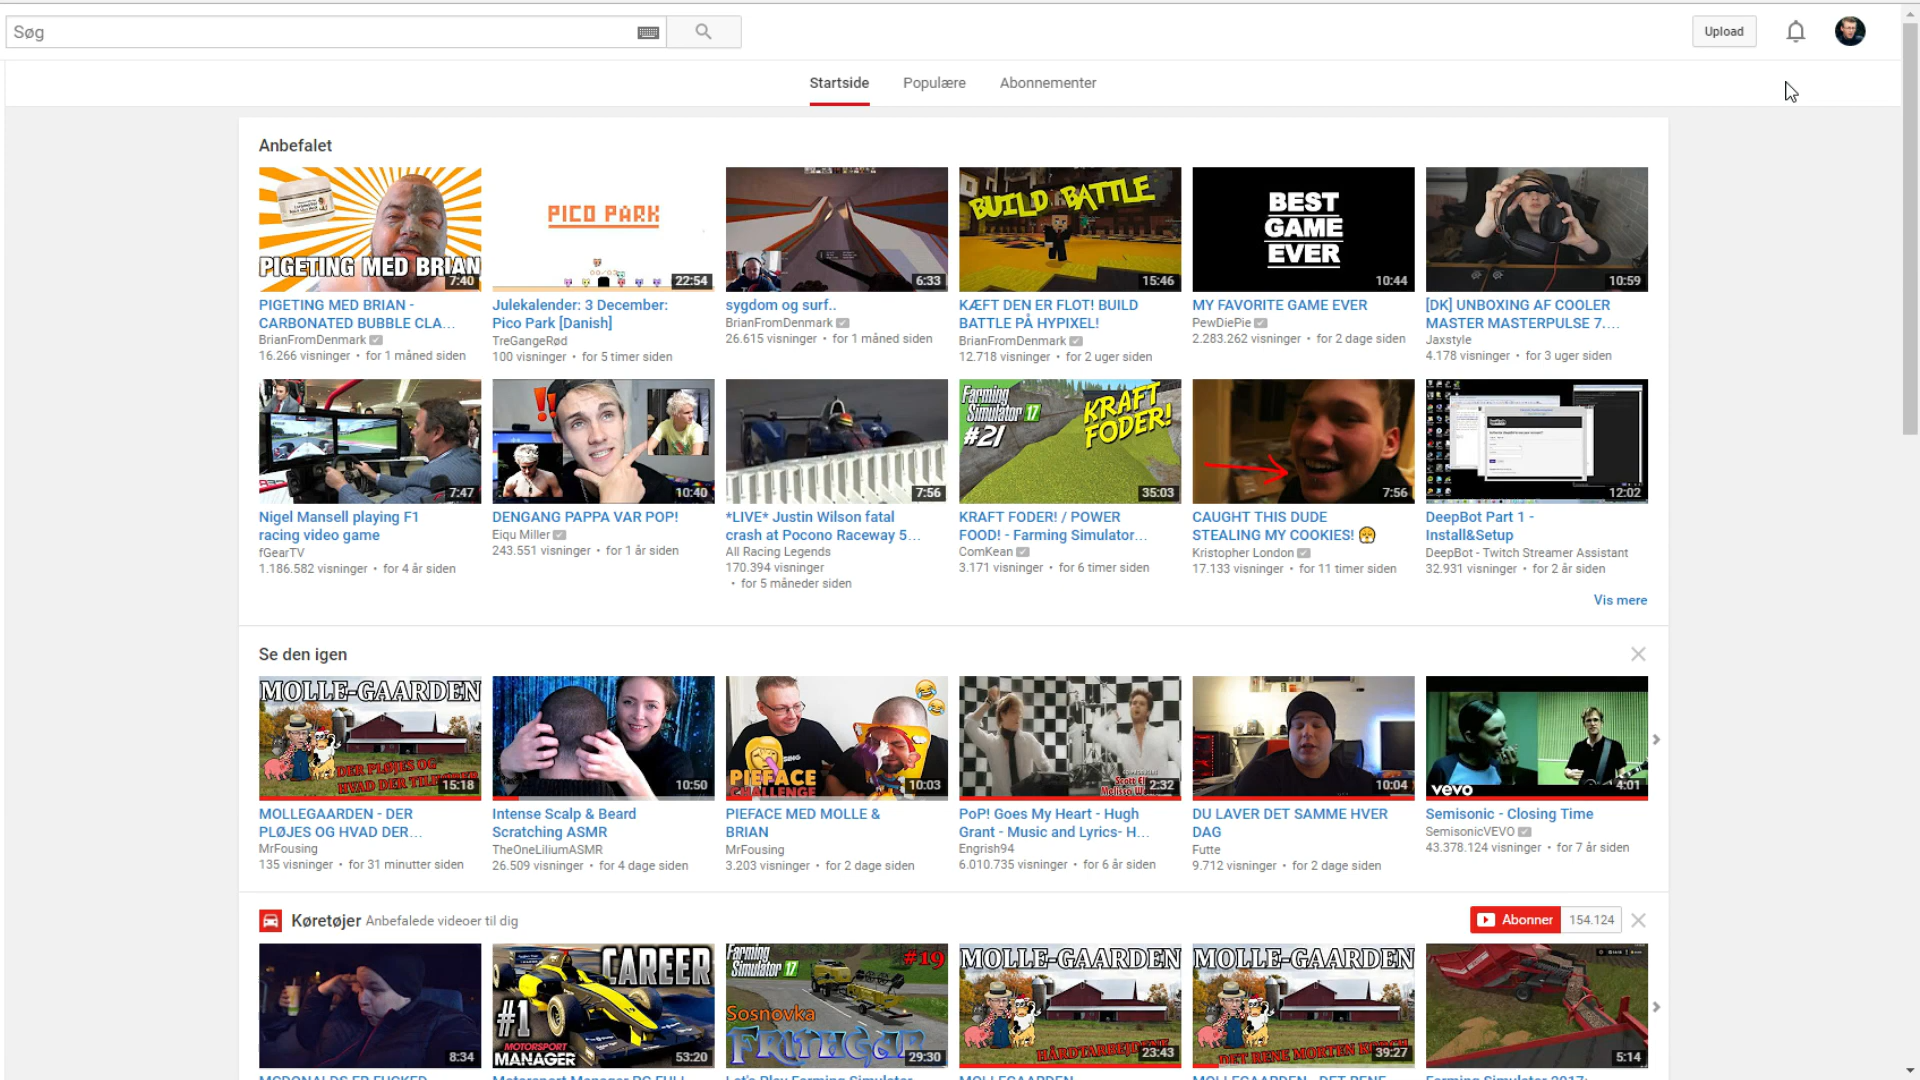 Søg
Upload
Startside
Populære
Abonnementer
Anbefalet
PIGETING MED BRIAN
7:40
PICO PARK
22:54
6:33
BUILD BATTLE
15:46
BEST
GAME
EVER
10:44
10:59
PIGETING MED BRIAN -
CARBONATED BUBBLE CLA...
BrianFromDenmark
16.266 visninger • for 1 måned siden
Julekalender: 3 December:
Pico Park [Danish]
TreGangeRød
100 visninger • for 5 timer siden
sygdom og surf..
BrianFromDenmark
26.615 visninger • for 1 måned siden
KÆFT DEN ER FLOT! BUILD
BATTLE PÅ HYPIXEL!
BrianFromDenmark
12.718 visninger • for 2 uger siden
MY FAVORITE GAME EVER
PewDiePie
2.283.262 visninger • for 2 dage siden
[DK] UNBOXING AF COOLER
MASTER MASTERPULSE 7....
Jaxstyle
4.178 visninger • for 3 uger siden
7:47
!!
10:40
7:56
Farming
Simulator 17
#21
KRAFT
FODER!
35:03
7:56
12:02
Nigel Mansell playing F1
racing video game
fGearTV
1.186.582 visninger • for 4 år siden
DENGANG PAPPA VAR POP!
Eiqu Miller
243.551 visninger • for 1 år siden
*LIVE* Justin Wilson fatal
crash at Pocono Raceway 5...
All Racing Legends
170.394 visninger
• for 5 måneder siden
KRAFT FODER! / POWER
FOOD! - Farming Simulator...
ComKean
3.171 visninger • for 6 timer siden
CAUGHT THIS DUDE
STEALING MY COOKIES!
Kristopher London
17.133 visninger • for 11 timer siden
DeepBot Part 1 -
Install&Setup
DeepBot - Twitch Streamer Assistant
32.931 visninger • for 2 år siden
Vis mere
Se den igen
MOLLE-GAARDEN
DER PLØJES OG
HVAD DER
15:18
10:50
PIEFACE
CHALLENGE
10:03
2:32
10:04
vevo
4:01
MOLLEGAARDEN - DER
PLØJES OG HVAD DER...
MrFousing
135 visninger • for 31 minutter siden
Intense Scalp & Beard
Scratching ASMR
TheOneLiliumASMR
26.509 visninger • for 4 dage siden
PIEFACE MED MOLLE &
BRIAN
MrFousing
3.203 visninger • for 2 dage siden
PoP! Goes My Heart - Hugh
Grant - Music and Lyrics- H...
Engrish94
6.010.735 visninger • for 6 år siden
DU LAVER DET SAMME HVER
DAG
Futte
9.712 visninger • for 2 dage siden
Semisonic - Closing Time
SemisonicVEVO
43.378.124 visninger • for 7 år siden
Køretøjer Anbefalede videoer til dig
Abonner 154.124
8:34
CAREER
#1
MOTORSPORT
MANAGER
53:20
Farming
Simulator 17
#19
Sosnovka
29:30
MOLLE-GAARDEN
23:43
MOLLE-GAARDEN
DET RENE MORTEN
39:27
5:14